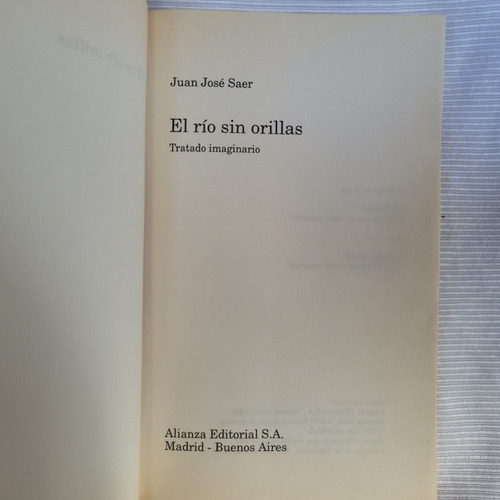 Juan José Saer
El río sin orillas
Tratado imaginario
Alianza Editorial S.A.
Madrid - Buenos Aires